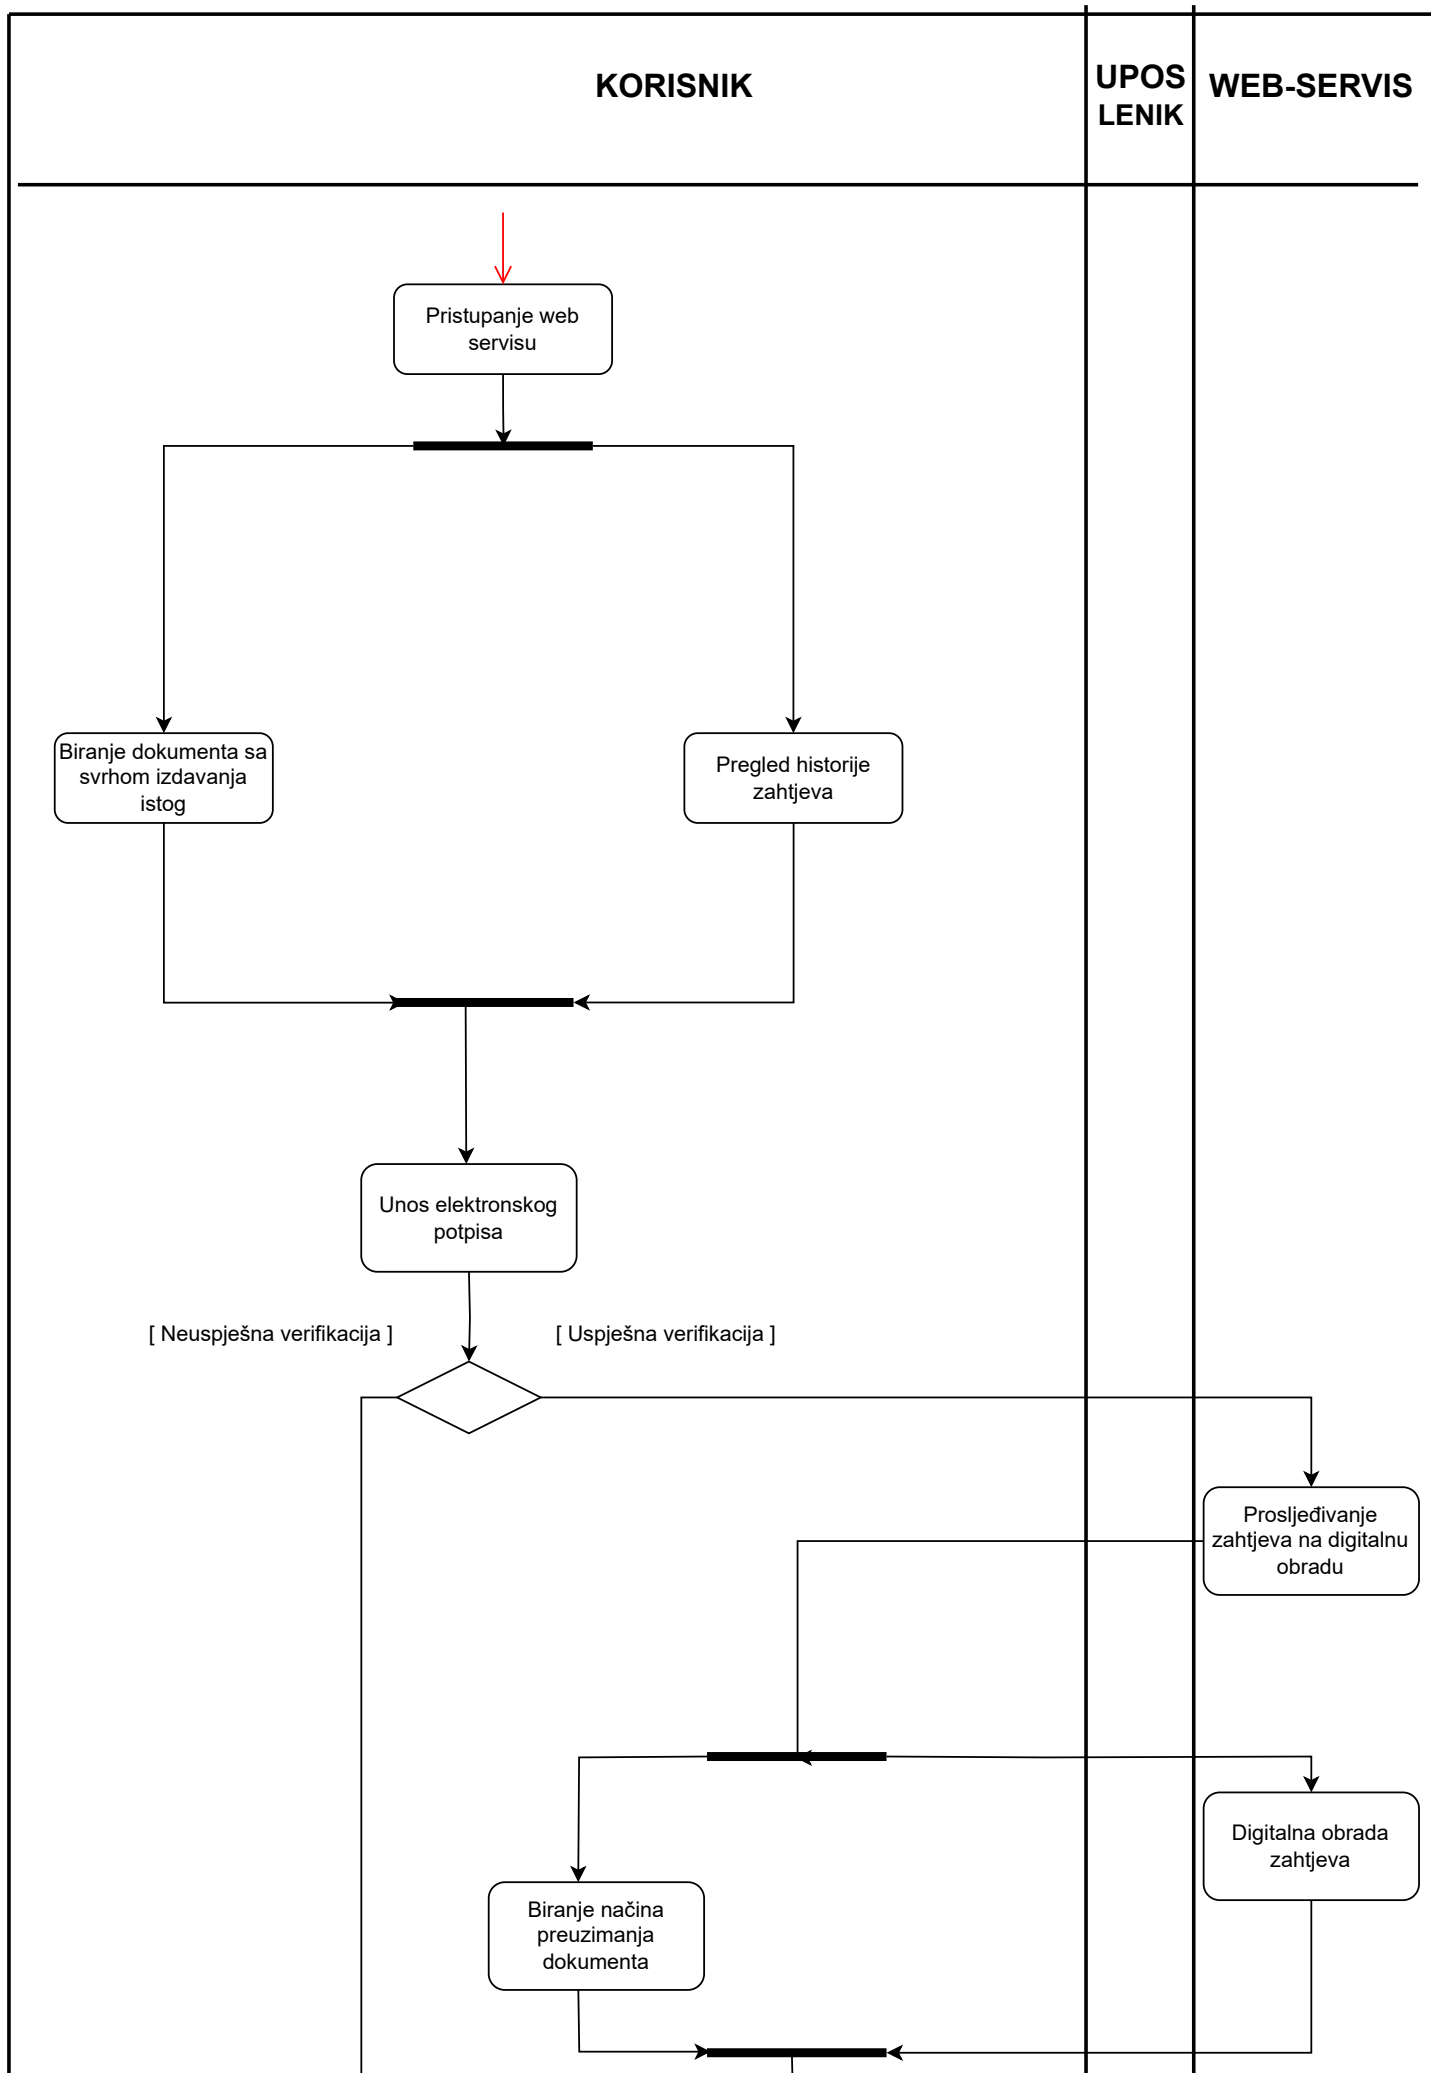 KORISNIK
UPOS
LENIK
WEB-SERVIS
Pristupanje web
servisu
Biranje dokumenta sa
svrhom izdavanja
istog
Pregled historije
zahtjeva
Unos elektronskog
potpisa
[ Neuspješna verifikacija ]
[ Uspješna verifikacija ]
Prosljeđivanje
zahtjeva na digitalnu
obradu
Digitalna obrada
zahtjeva
Biranje načina
preuzimanja
dokumenta